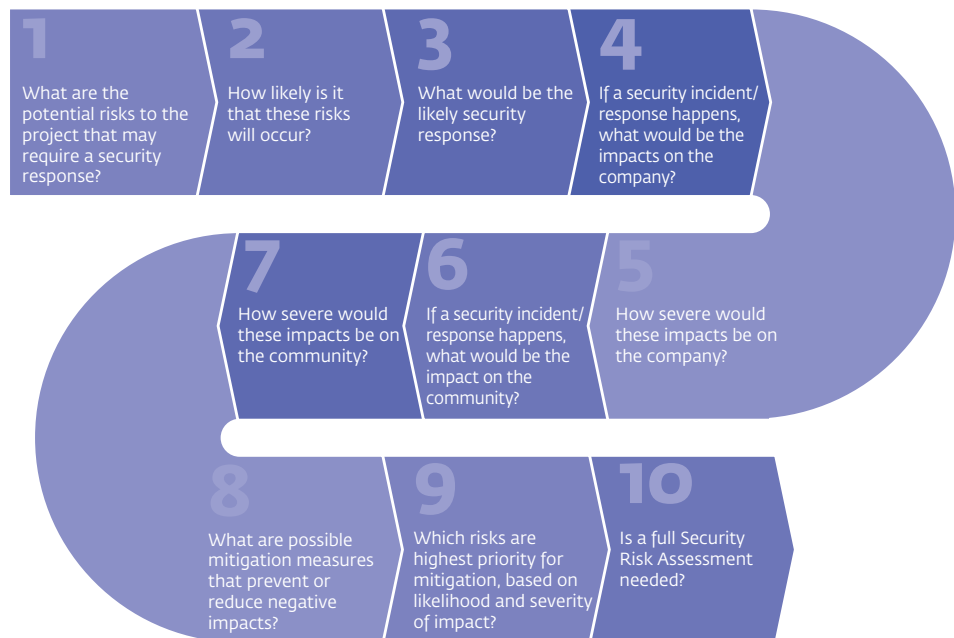 1
What are the
potential risks to the
project that may
require a security
response?
2
How likely is it
that these risks
will occur?
3
What would be the
likely security
response?
4
If a security incident/
response happens,
what would be the
impacts on the
company?
5
How severe would
these impacts be on
the company?
6
If a security incident/
response happens,
what would be the
impact on the
community?
7
How severe would
these impacts be on
the community?
8
What are possible
mitigation measures
that prevent or
reduce negative
impacts?
9
Which risks are
highest priority for
mitigation, based on
likelihood and severity
of impact?
10
Is a full Security
Risk Assessment
needed?